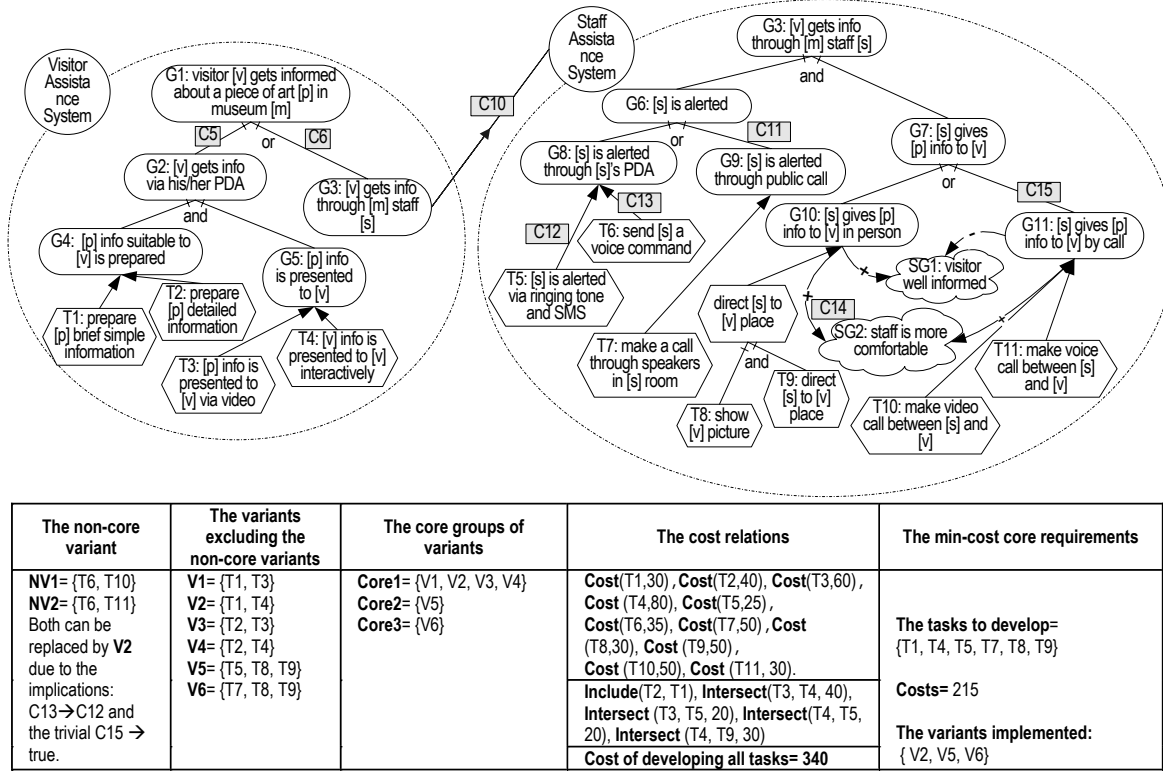 Visitor
Assista
nce
System
G1: visitor [v] gets informed
about a piece of art [p] in
museum [m]
C5
or
C6
G2: [v] gets info
via his/her PDA
and
G3: [v] gets info
through [m] staff
[s]
G4: [p] info suitable to
[v] is prepared
G5: [p] info
is presented
to [v]
T1: prepare
[p] brief simple
information
T2: prepare
[p] detailed
information
T3: [p] info is
presented to
[v] via video
T4: [v] info is
presented to [v]
interactively
C10
Staff
Assista
nce
System
G3: [v] gets info
through [m] staff [s]
and
G6: [s] is alerted
or
C11
G7: [s] gives
[p] info to [v]
or
C15
G8: [s] is alerted
through [s]'s PDA
G9: [s] is alerted
through public call
C12
C13
T6: send [s] a
voice command
T5: [s] is alerted
via ringing tone
and SMS
T7: make a call
through speakers
in [s] room
G10: [s] gives [p]
info to [v] in person
G11: [s] gives [p]
info to [v] by call
SG1: visitor
well informed
C14
SG2: staff is more
comfortable
direct [s] to
[v] place
and
T8: show
[v] picture
T9: direct
[s] to [v]
place
T10: make video
call between [s] and
[v]
T11: make voice
call between [s]
and [v]
The non-core
variant
The variants
excluding the
non-core variants
The core groups of
variants
The cost relations
The min-cost core requirements
NV1= {T6, T10}
NV2= {T6, T11}
Both can be
replaced by V2
due to the
implications:
C13→C12 and
the trivial C15 →
true.
V1= {T1, T3}
V2= {T1, T4}
V3= {T2, T3}
V4= {T2, T4}
V5= {T5, T8, T9}
V6= {T7, T8, T9}
Core1= {V1, V2, V3, V4}
Core2= {V5}
Core3= {V6}
Cost(T1,30) , Cost(T2,40), Cost(T3,60) ,
Cost (T4,80), Cost(T5,25) ,
Cost(T6,35), Cost(T7,50) , Cost
(T8,30), Cost (T9,50) ,
Cost (T10,50), Cost (T11, 30).
Include(T2, T1), Intersect(T3, T4, 40),
Intersect (T3, T5, 20), Intersect(T4, T5,
20), Intersect (T4, T9, 30)
Cost of developing all tasks= 340
The tasks to develop=
{T1, T4, T5, T7, T8, T9}
Costs= 215
The variants implemented:
{ V2, V5, V6}